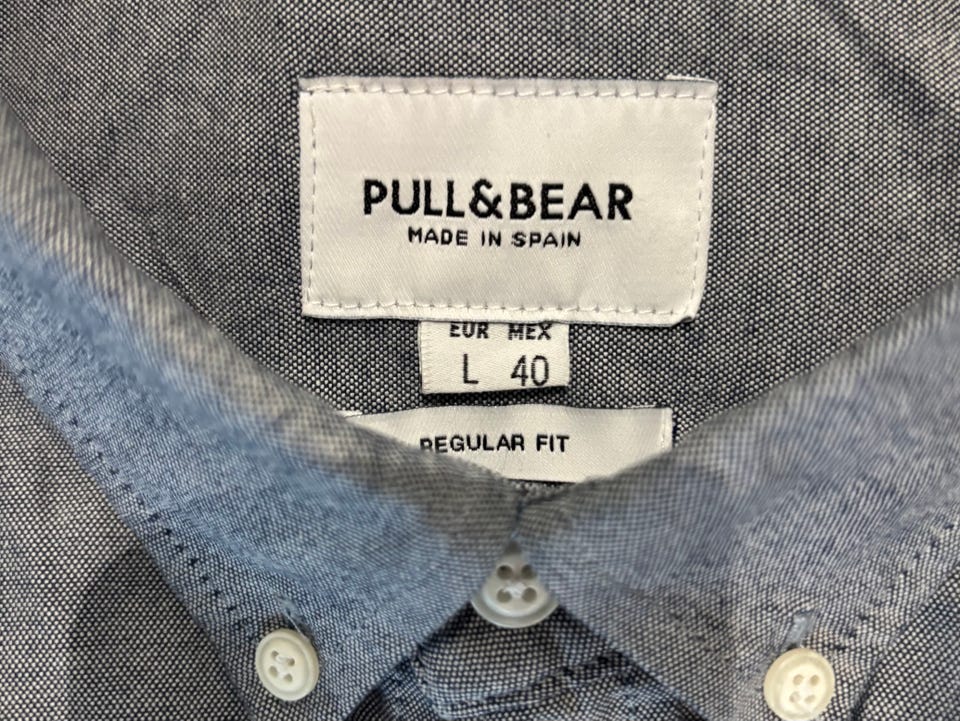 PULL&BEAR
MADE IN SPAIN
EUR MEX
L 40
REGULAR FIT